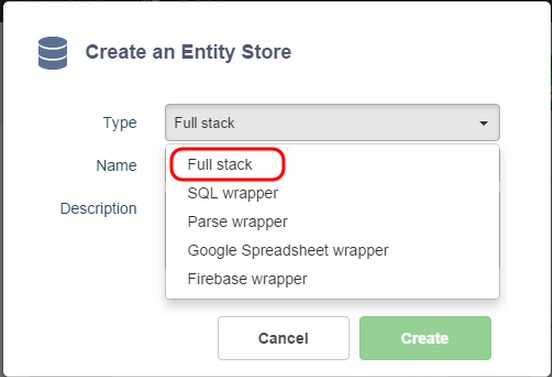 Create an Entity Store
Type
Full stack
Full stack
Name
SQL wrapper
Description
Parse wrapper
Google Spreadsheet wrapper
Firebase wrapper
Cancel
Create